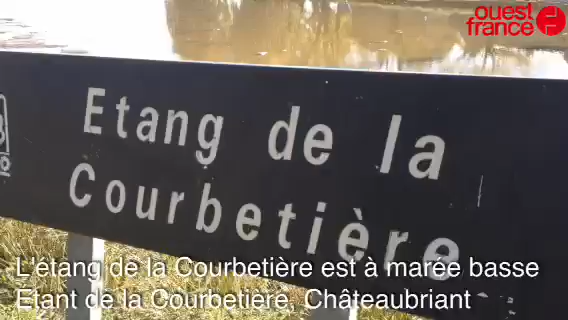 ouest
france
Etang de la
Courbetière
L'étang de la Courbetière est à marée basse
Etant de la Courbetière, Châteaubriant